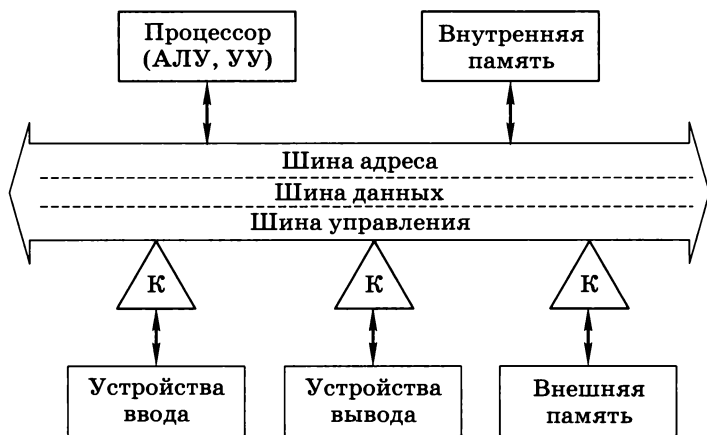 Процессор
(АЛУ, УУ)
Внутренняя
память
Шина адреса
Шина данных
Шина управления
К
К
К
Устройства
ввода
Устройства
вывода
Внешняя
память